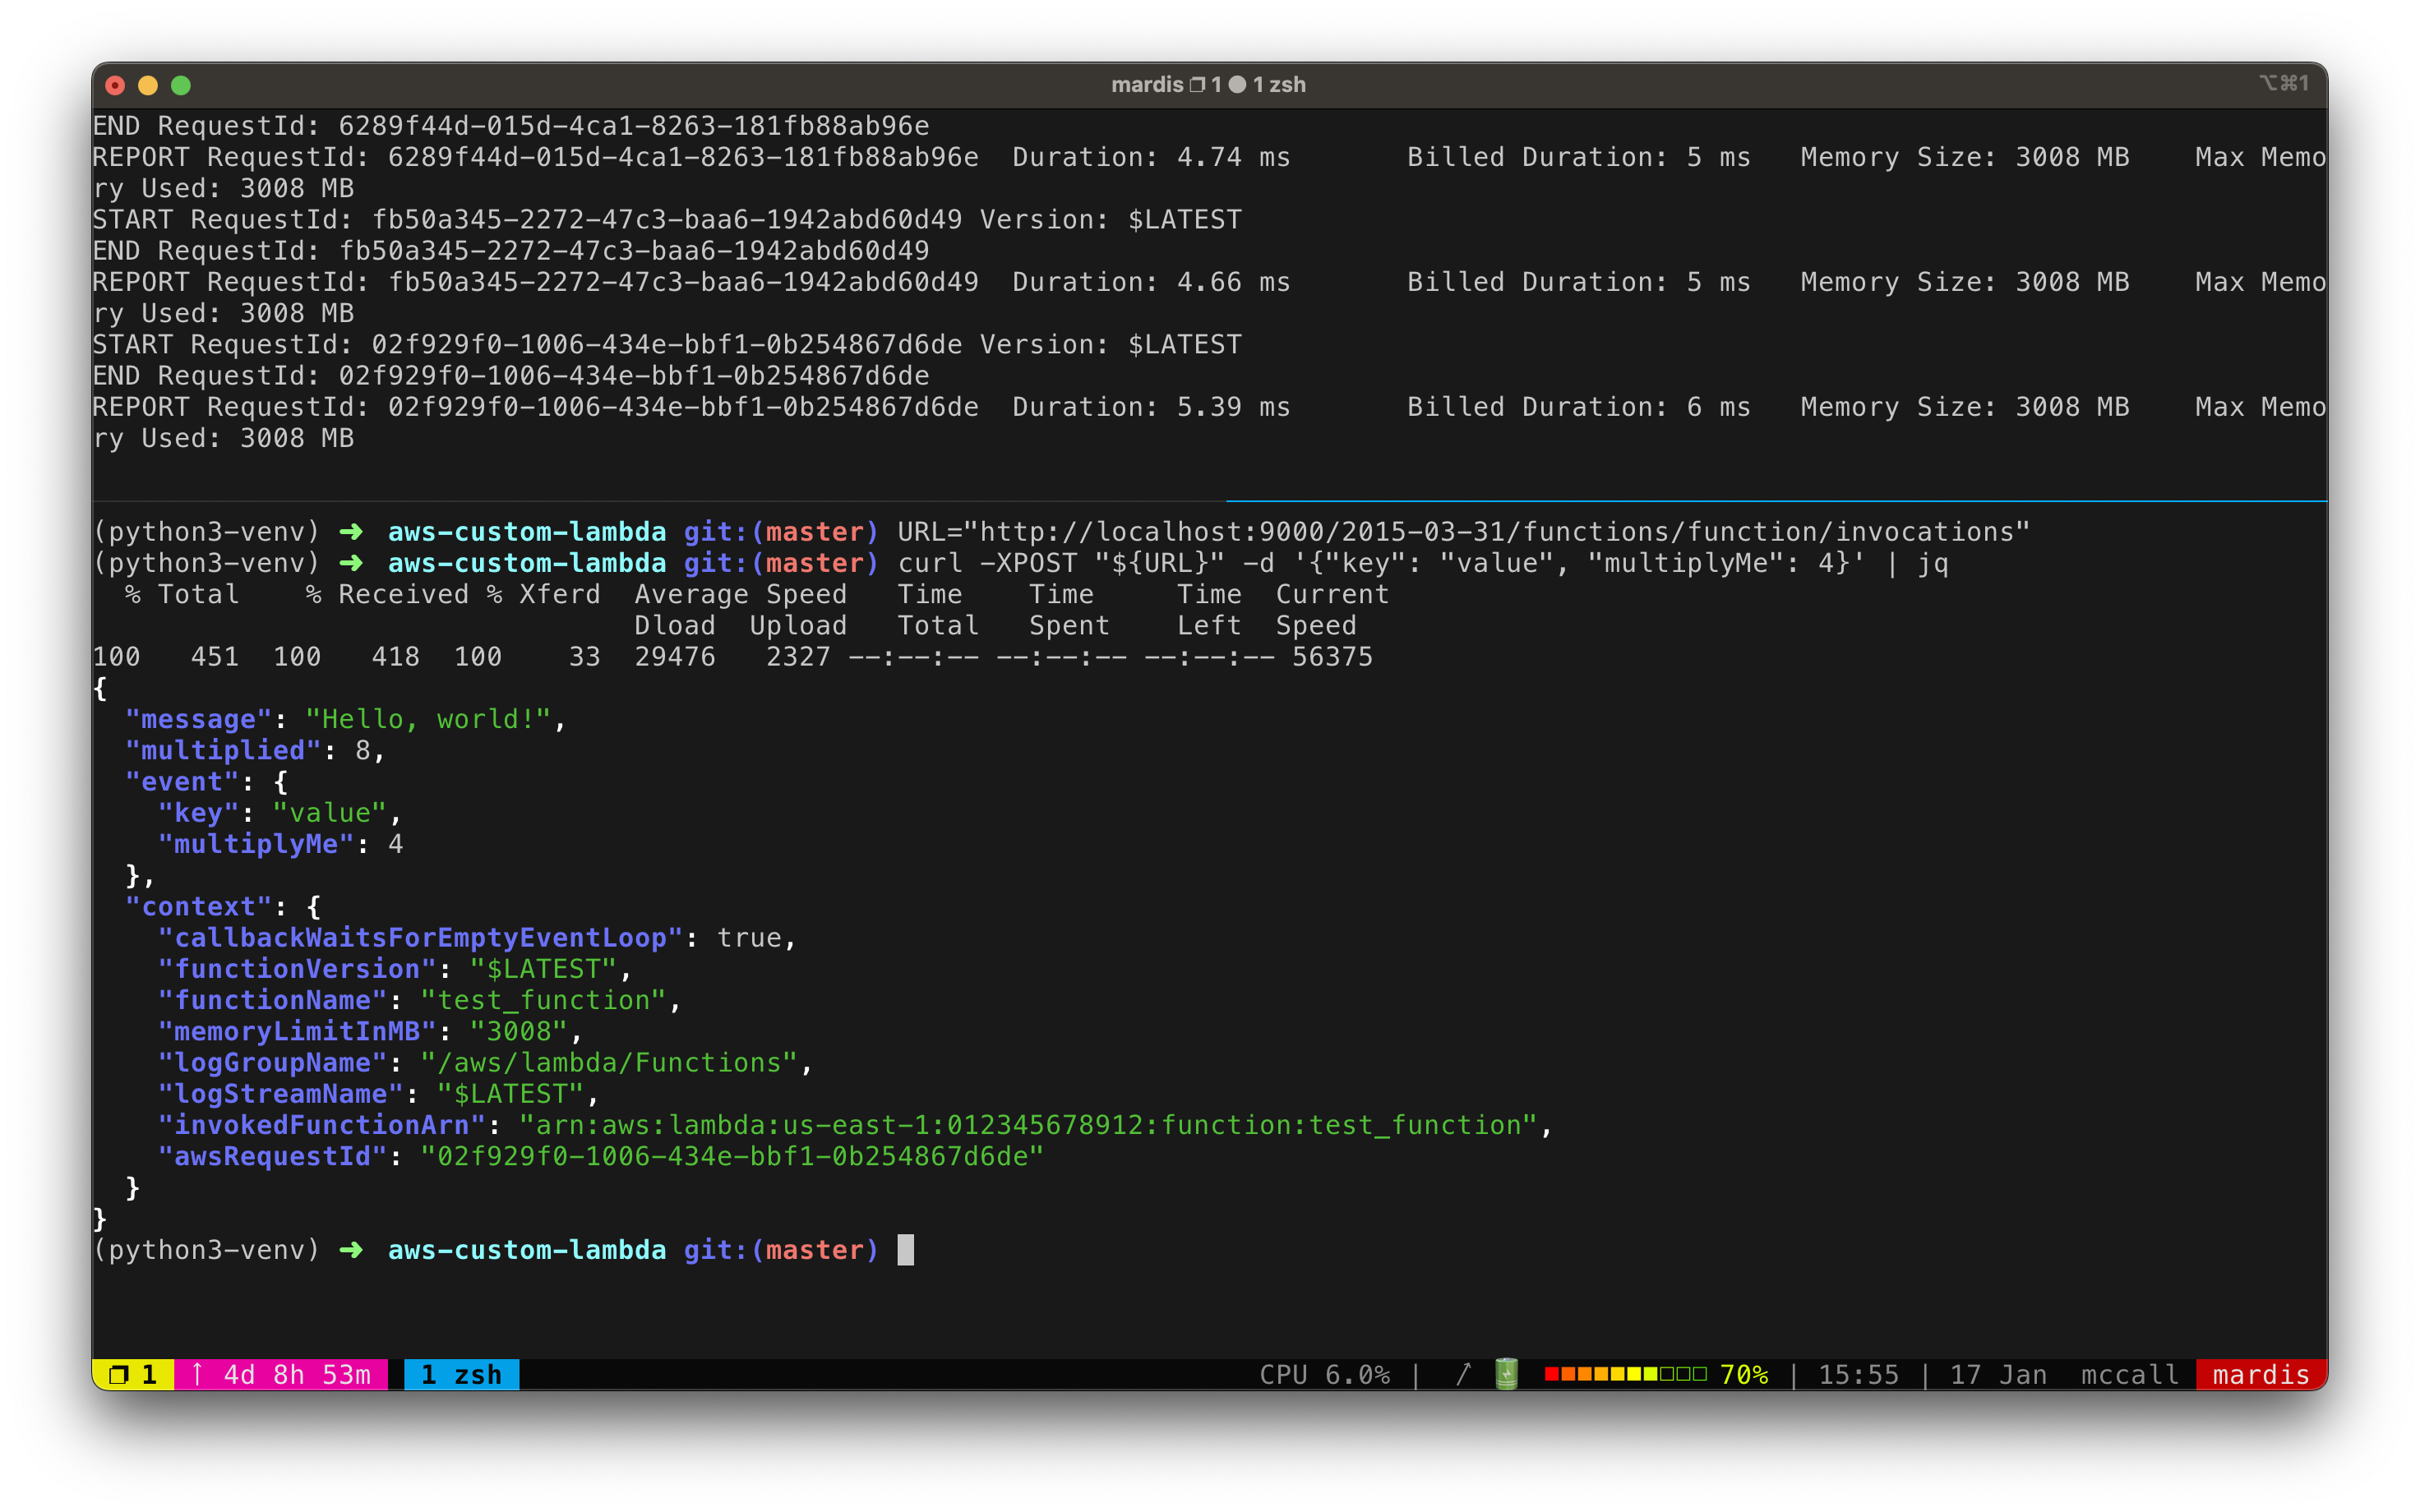 mardis 1 1 zsh ⌥⌘1
END RequestId: 6289f44d-015d-4ca1-8263-181fb88ab96e
REPORT RequestId: 6289f44d-015d-4ca1-8263-181fb88ab96e  Duration: 4.74 ms       Billed Duration: 5 ms   Memory Size: 3008 MB    Max Memo
ry Used: 3008 MB
START RequestId: fb50a345-2272-47c3-baa6-1942abd60d49 Version: $LATEST
END RequestId: fb50a345-2272-47c3-baa6-1942abd60d49
REPORT RequestId: fb50a345-2272-47c3-baa6-1942abd60d49  Duration: 4.66 ms       Billed Duration: 5 ms   Memory Size: 3008 MB    Max Memo
ry Used: 3008 MB
START RequestId: 02f929f0-1006-434e-bbf1-0b254867d6de Version: $LATEST
END RequestId: 02f929f0-1006-434e-bbf1-0b254867d6de
REPORT RequestId: 02f929f0-1006-434e-bbf1-0b254867d6de  Duration: 5.39 ms       Billed Duration: 6 ms   Memory Size: 3008 MB    Max Memo
ry Used: 3008 MB
(python3-venv) ➜  aws-custom-lambda git:(master) URL="http://localhost:9000/2015-03-31/functions/function/invocations"
(python3-venv) ➜  aws-custom-lambda git:(master) curl -XPOST "${URL}" -d '{"key": "value", "multiplyMe": 4}' | jq
  % Total    % Received % Xferd  Average Speed   Time    Time     Time  Current
                                 Dload  Upload   Total   Spent    Left  Speed
100   451  100   418  100    33  29476   2327 --:--:-- --:--:-- --:--:-- 56375
{
  "message": "Hello, world!",
  "multiplied": 8,
  "event": {
    "key": "value",
    "multiplyMe": 4
  },
  "context": {
    "callbackWaitsForEmptyEventLoop": true,
    "functionVersion": "$LATEST",
    "functionName": "test_function",
    "memoryLimitInMB": "3008",
    "logGroupName": "/aws/lambda/Functions",
    "logStreamName": "$LATEST",
    "invokedFunctionArn": "arn:aws:lambda:us-east-1:012345678912:function:test_function",
    "awsRequestId": "02f929f0-1006-434e-bbf1-0b254867d6de"
  }
}
(python3-venv) ➜  aws-custom-lambda git:(master)
❐ 1 ↑ 4d 8h 53m 1 zsh CPU 6.0% | ↗ 🔋 ■■■■■■■□□□ 70% | 15:55 | 17 Jan mccall mardis